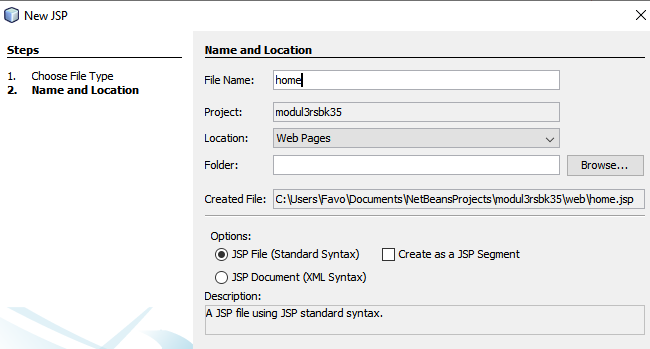 New JSP
Steps
1. Choose File Type
2. Name and Location
Name and Location
File Name: home
Project: modul3rsbk35
Location: Web Pages
Folder: Browse...
Created File: C:\Users\Favo\Documents\NetBeansProjects\modul3rsbk35\web\home.jsp
Options:
JSP File (Standard Syntax) Create as a JSP Segment
JSP Document (XML Syntax)
Description:
A JSP file using JSP standard syntax.